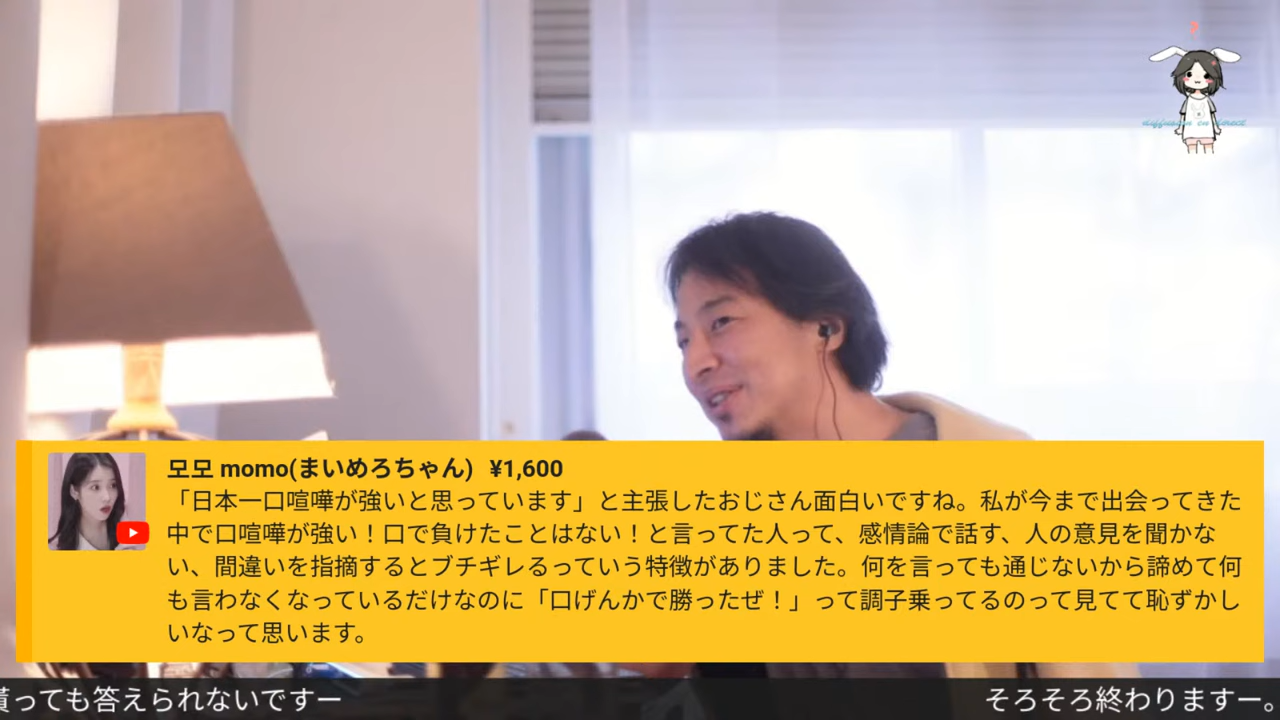 ?
diffusion en direct
모모 momo(まいめろちゃん) ¥1,600
「日本一口喧嘩が強いと思っています」と主張したおじさん面白いですね。私が今まで出会ってきた
中で口喧嘩が強い！口で負けたことはない！と言ってた人って、感情論で話す、人の意見を聞かな
い、間違いを指摘するとブチギレるっていう特徴がありました。何を言っても通じないから諦めて何
も言わなくなっているだけなのに「口げんかで勝ったぜ！」って調子乗ってるのって見てて恥ずかし
いなって思います。
貰っても答えられないですー そろそろ終わりますー。